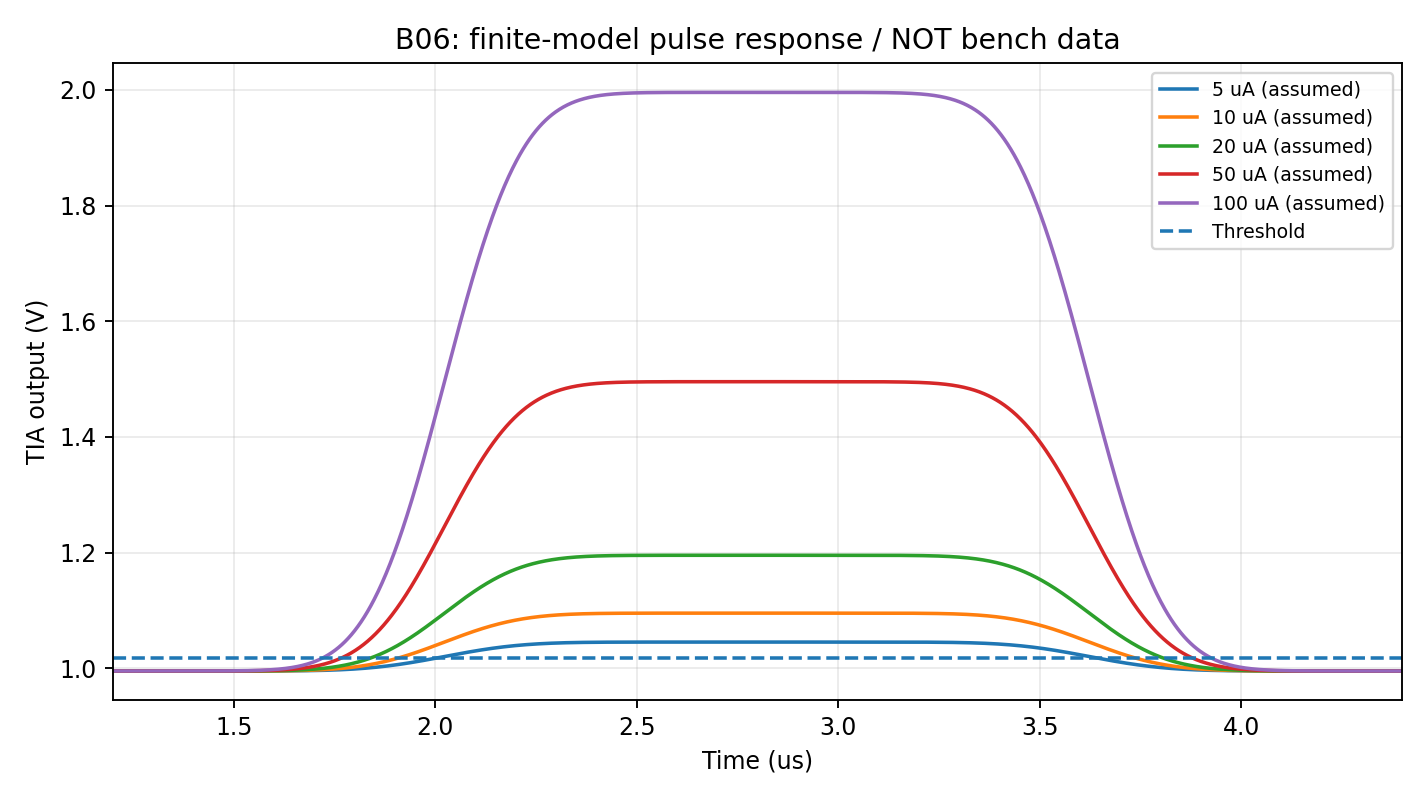 B06: finite-model pulse response / NOT bench data
5 uA (assumed)
10 uA (assumed)
20 uA (assumed)
50 uA (assumed)
100 uA (assumed)
Threshold
TIA output (V)
2.0
1.8
1.6
1.4
1.2
1.0
1.5
2.0
2.5
3.0
3.5
4.0
Time (us)